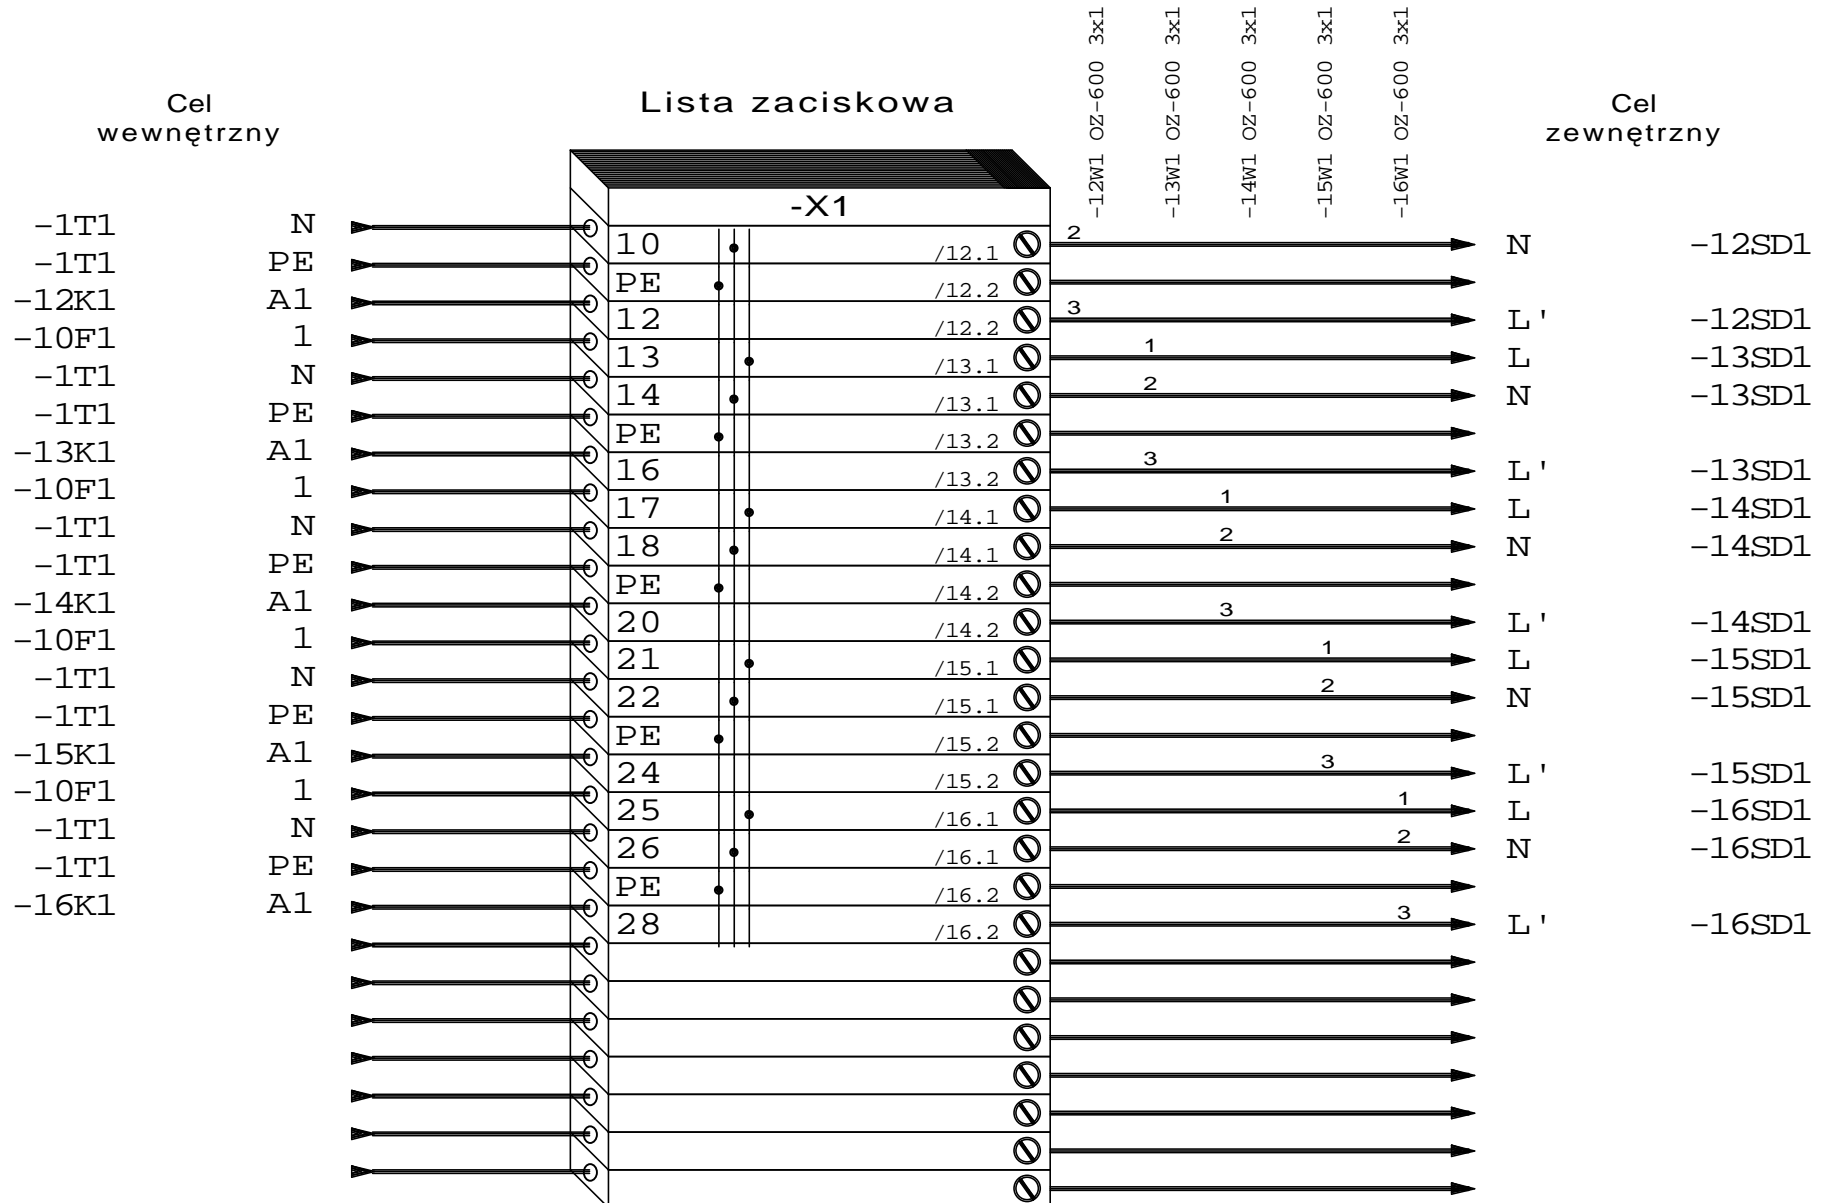 -12W1 OZ-600 3x1
-13W1 OZ-600 3x1
-14W1 OZ-600 3x1
-15W1 OZ-600 3x1
-16W1 OZ-600 3x1
Cel
wewnętrzny
Lista zaciskowa
Cel
zewnętrzny
-X1
-1T1 N 10 /12.1 2 N -12SD1
-1T1 PE PE /12.2
-12K1 A1 12 /12.2 3 L' -12SD1
-10F1 1 13 /13.1 1 L -13SD1
-1T1 N 14 /13.1 2 N -13SD1
-1T1 PE PE /13.2
-13K1 A1 16 /13.2 3 L' -13SD1
-10F1 1 17 /14.1 1 L -14SD1
-1T1 N 18 /14.1 2 N -14SD1
-1T1 PE PE /14.2
-14K1 A1 20 /14.2 3 L' -14SD1
-10F1 1 21 /15.1 1 L -15SD1
-1T1 N 22 /15.1 2 N -15SD1
-1T1 PE PE /15.2
-15K1 A1 24 /15.2 3 L' -15SD1
-10F1 1 25 /16.1 1 L -16SD1
-1T1 N 26 /16.1 2 N -16SD1
-1T1 PE PE /16.2
-16K1 A1 28 /16.2 3 L' -16SD1